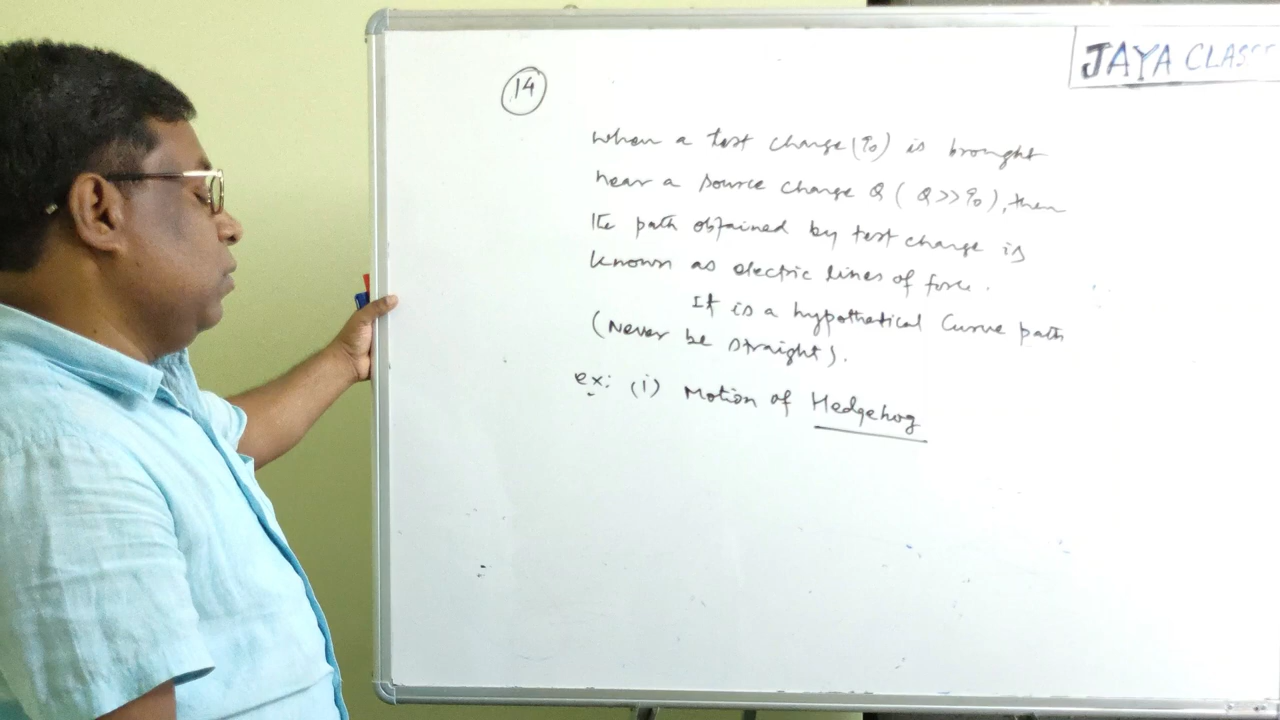 JAYA CLASS
14
When a test charge (q₀) is brought
near a source charge Q ( Q >> q₀), then
the path obtained by test charge is
known as electric lines of force.
It is a hypothetical curve path
(Never be straight).
ex: (i) Motion of Hedgehog